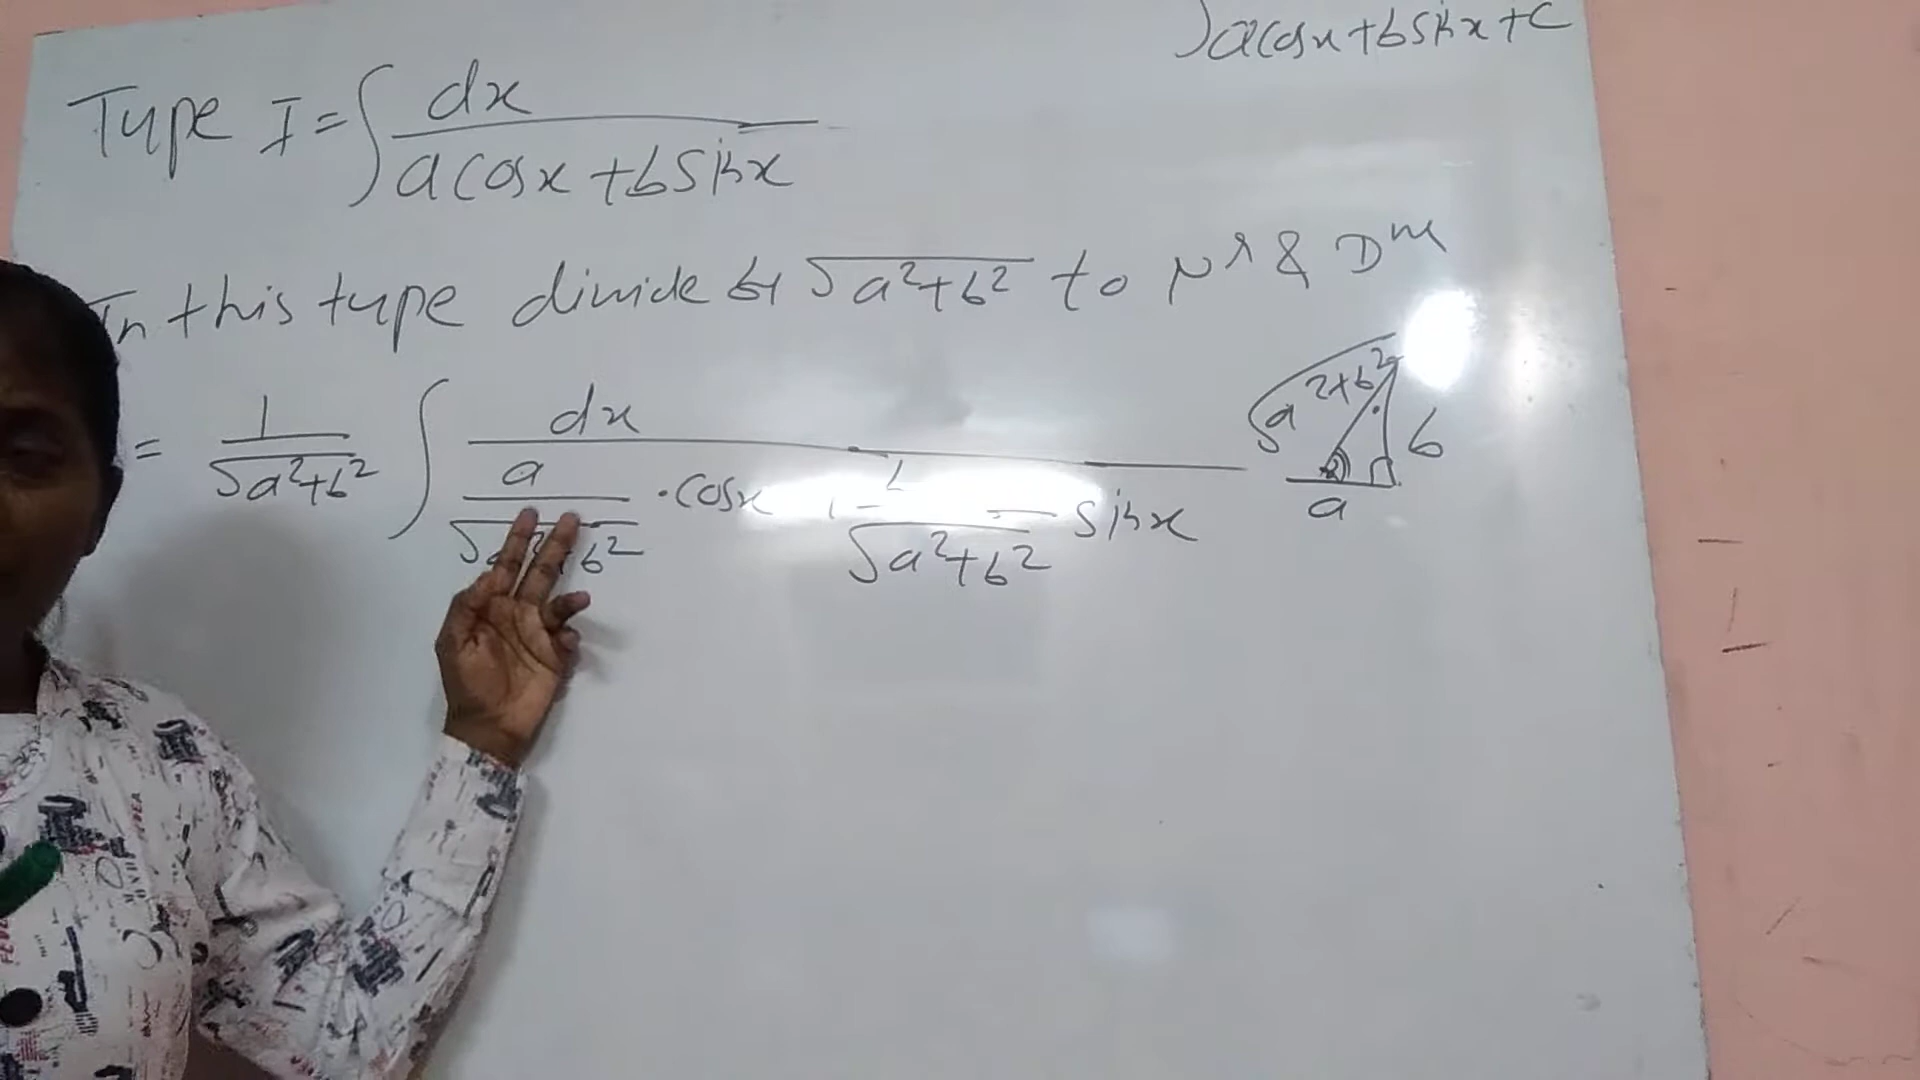 ∫acosx+bsinx+c
Type I = ∫ dx / acosx+bsinx
In this type divide by √a²+b² to Nʳ & Dᵐ
= 1/√a²+b² ∫ dx / a/√a²+b² · cosx + b/√a²+b² sinx
√a²+b²
b
a